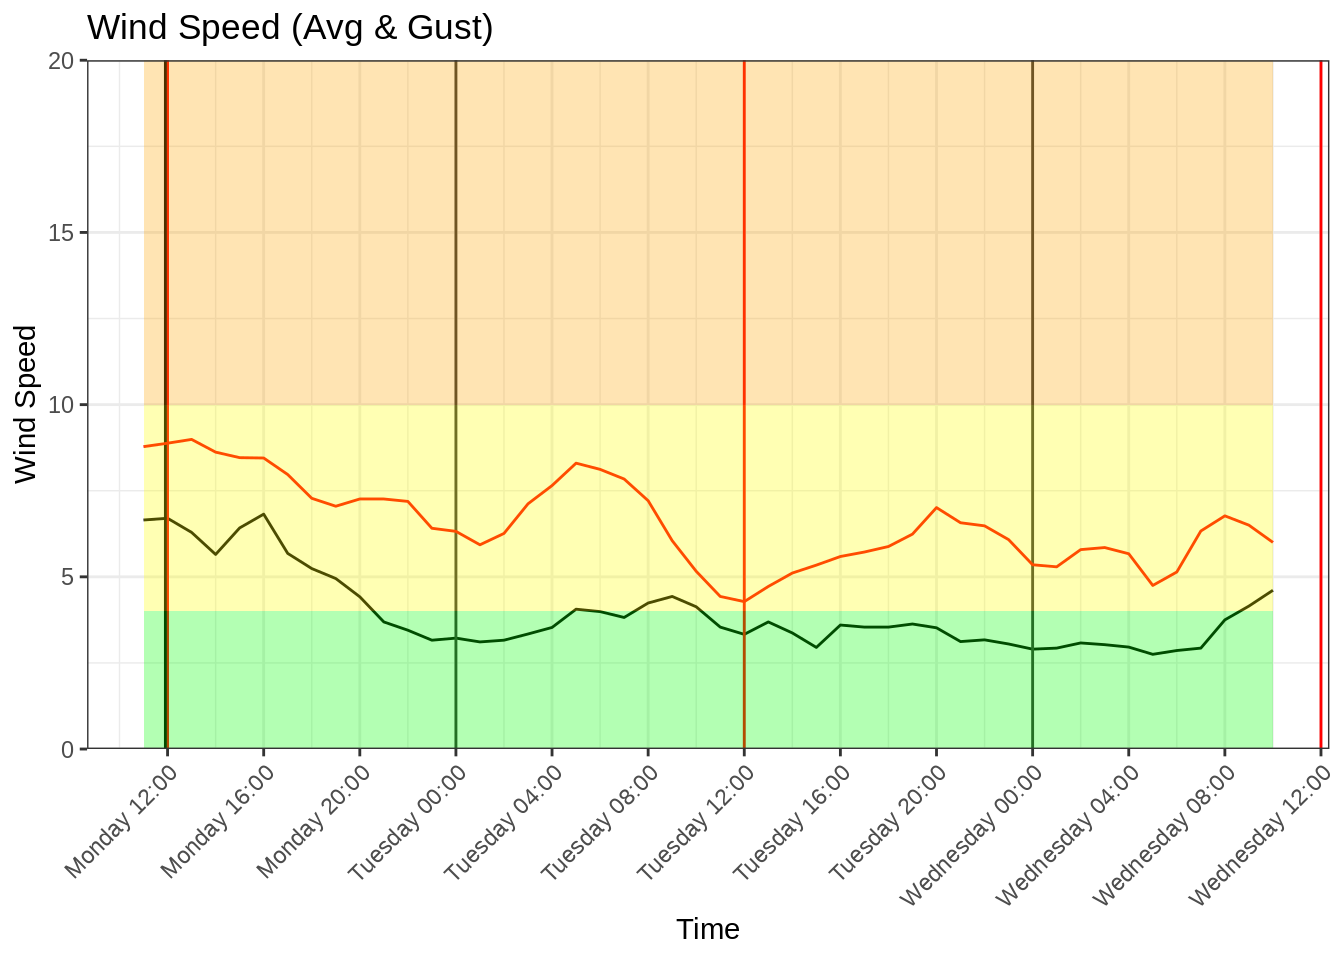 Wind Speed (Avg & Gust)
20
15
10
5
0
Wind Speed
Monday 12:00
Monday 16:00
Monday 20:00
Tuesday 00:00
Tuesday 04:00
Tuesday 08:00
Tuesday 12:00
Tuesday 16:00
Tuesday 20:00
Wednesday 00:00
Wednesday 04:00
Wednesday 08:00
Wednesday 12:00
Time